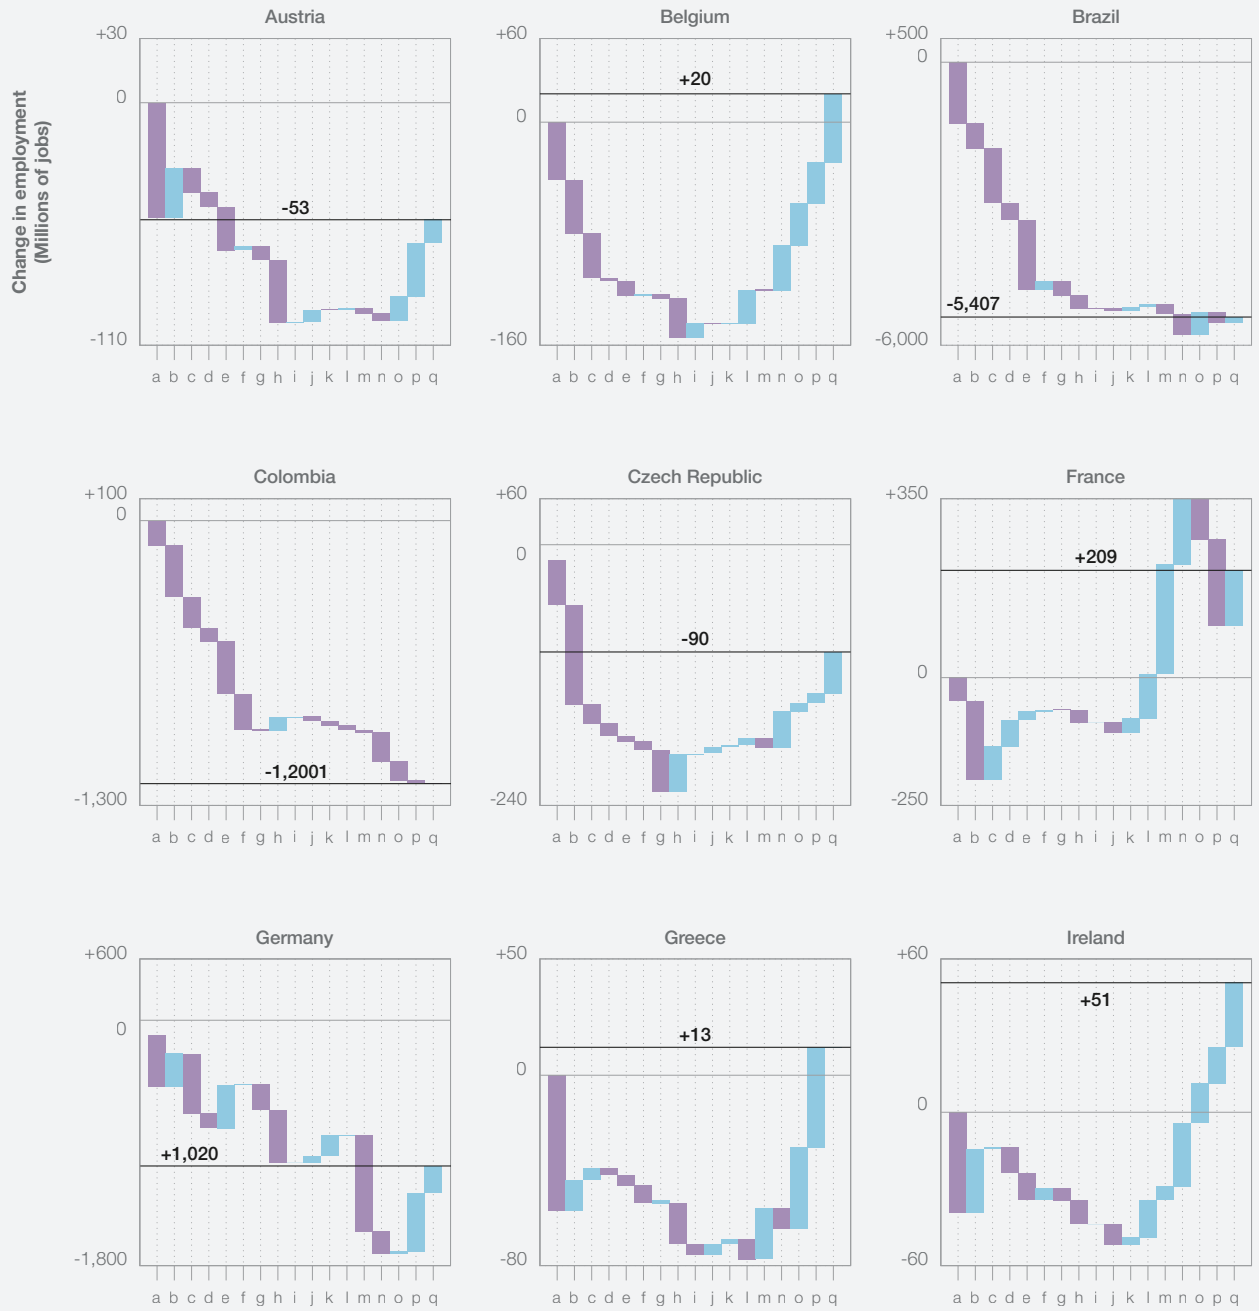 Austria
Belgium
Brazil
Change in employment
(Millions of jobs)
+30
0
-110
-53
a b c d e f g h i j k l m n o p q
+60
0
-160
+20
a b c d e f g h i j k l m n o p q
+500
0
-6,000
-5,407
a b c d e f g h i j k l m n o p q
Colombia
Czech Republic
France
+100
0
-1,300
-1,2001
a b c d e f g h i j k l m n o p q
+60
0
-240
-90
a b c d e f g h i j k l m n o p q
+350
0
-250
+209
a b c d e f g h i j k l m n o p q
Germany
Greece
Ireland
+600
0
-1,800
+1,020
a b c d e f g h i j k l m n o p q
+50
0
-80
+13
a b c d e f g h i j k l m n o p q
+60
0
-60
+51
a b c d e f g h i j k l m n o p q